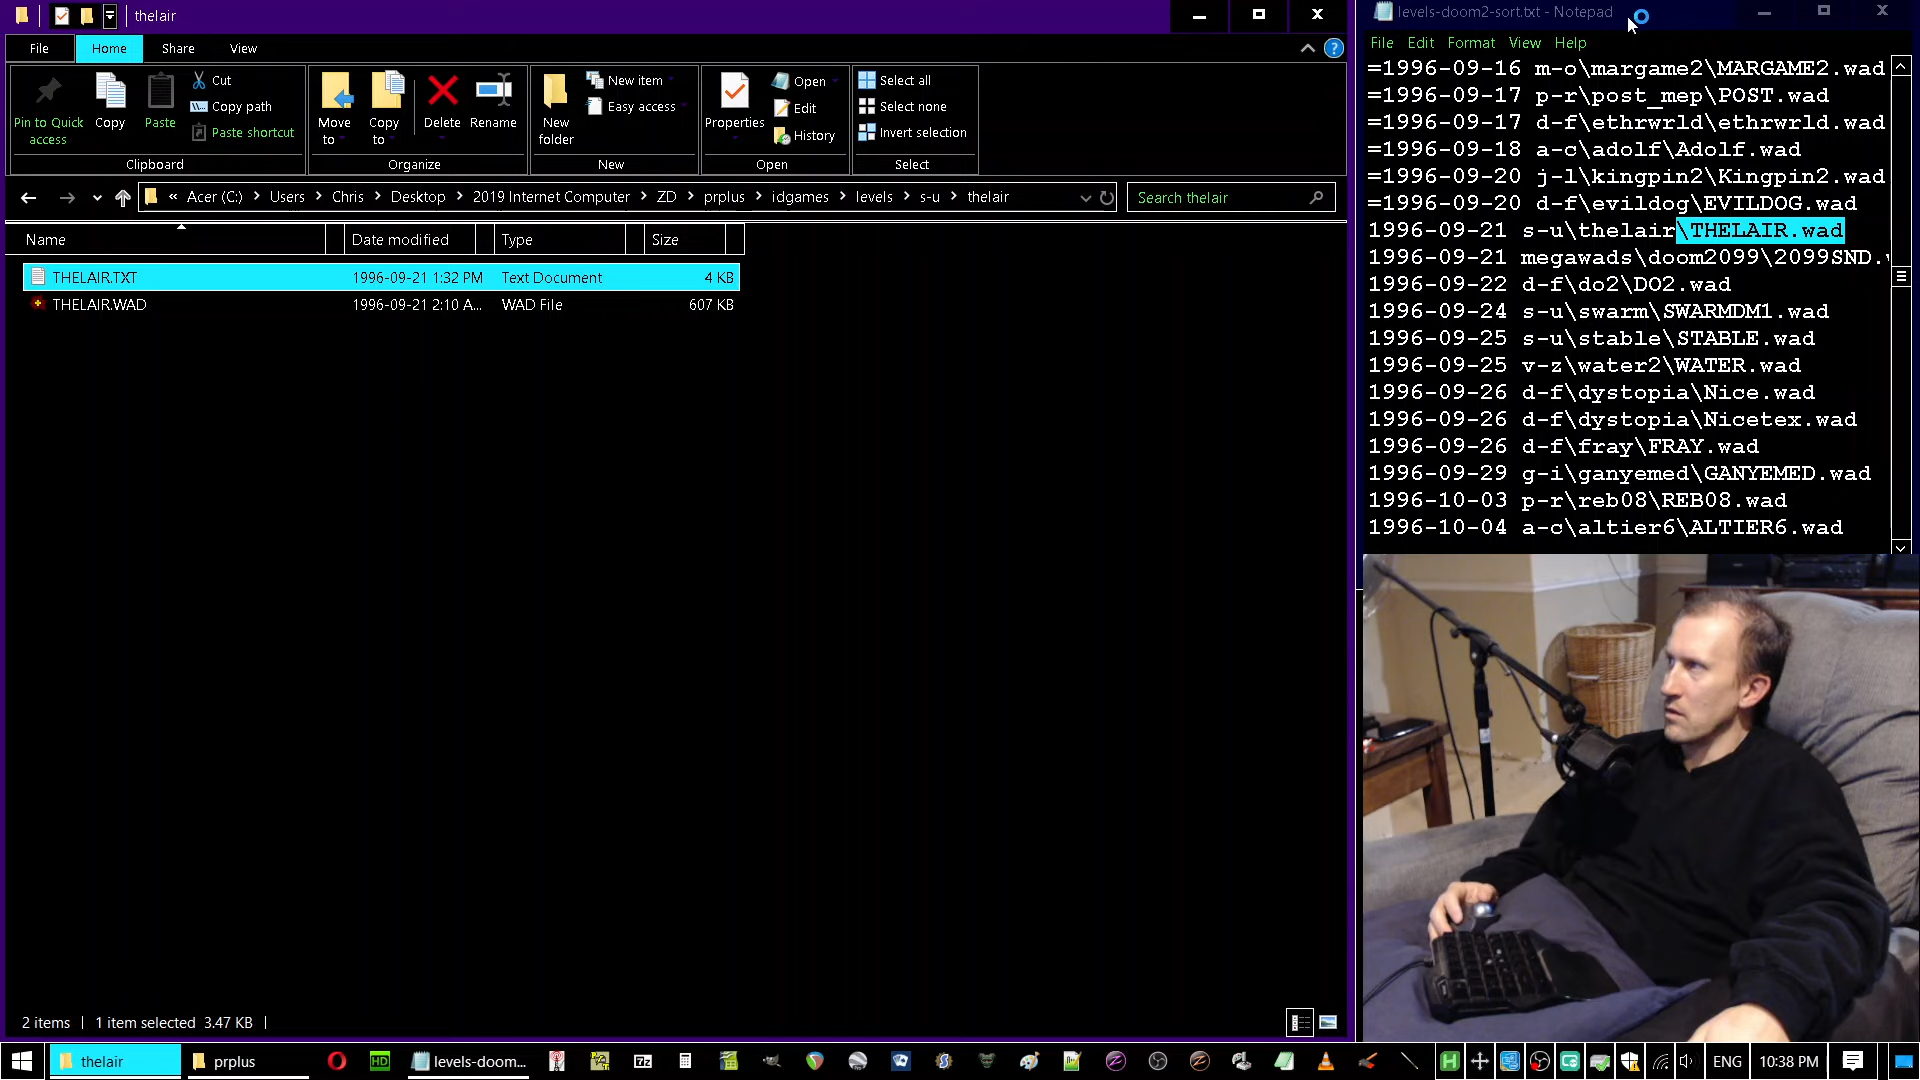 thelair
File
Home
Share
View
Pin to Quick access
Copy
Paste
Cut
Copy path
Paste shortcut
Clipboard
Move to
Copy to
Delete
Rename
Organize
New folder
New item
Easy access
New
Properties
Open
Edit
History
Open
Select all
Select none
Invert selection
Select
« Acer (C:) > Users > Chris > Desktop > 2019 Internet Computer > ZD > prplus > idgames > levels > s-u > thelair
Search thelair
Name Date modified Type Size
THELAIR.TXT 1996-09-21 1:32 PM Text Document 4 KB
THELAIR.WAD 1996-09-21 2:10 A... WAD File 607 KB
2 items 1 item selected 3.47 KB
levels-doom2-sort.txt - Notepad
File Edit Format View Help
=1996-09-16 m-o\margame2\MARGAME2.wad
=1996-09-17 p-r\post_mep\POST.wad
=1996-09-17 d-f\ethrwrld\ethrwrld.wad
=1996-09-18 a-c\adolf\Adolf.wad
=1996-09-20 j-l\kingpin2\Kingpin2.wad
=1996-09-20 d-f\evildog\EVILDOG.wad
1996-09-21 s-u\thelair\THELAIR.wad
1996-09-21 megawads\doom2099\2099SND.
1996-09-22 d-f\do2\DO2.wad
1996-09-24 s-u\swarm\SWARMDM1.wad
1996-09-25 s-u\stable\STABLE.wad
1996-09-25 v-z\water2\WATER.wad
1996-09-26 d-f\dystopia\Nice.wad
1996-09-26 d-f\dystopia\Nicetex.wad
1996-09-26 d-f\fray\FRAY.wad
1996-09-29 g-i\ganyemed\GANYEMED.wad
1996-10-03 p-r\reb08\REB08.wad
1996-10-04 a-c\altier6\ALTIER6.wad
thelair
prplus
HD
levels-doom...
7z
ENG
10:38 PM